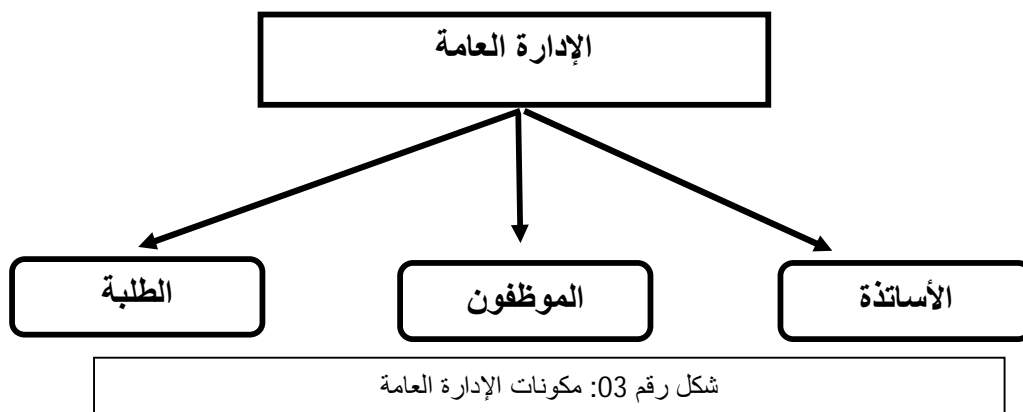 الإدارة العامة
الأساتذة
الموظفون
الطلبة
شكل رقم 03: مكونات الإدارة العامة